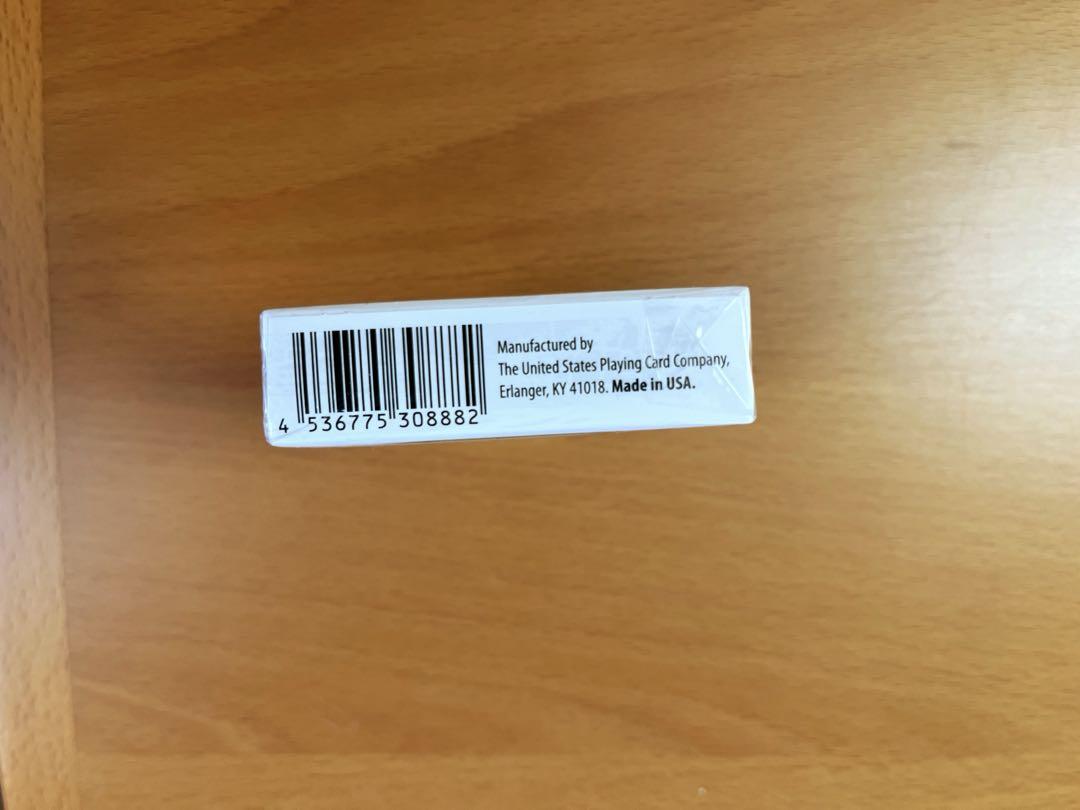 Manufactured by
The United States Playing Card Company,
Erlanger, KY 41018. Made in USA.
4 536775 308882